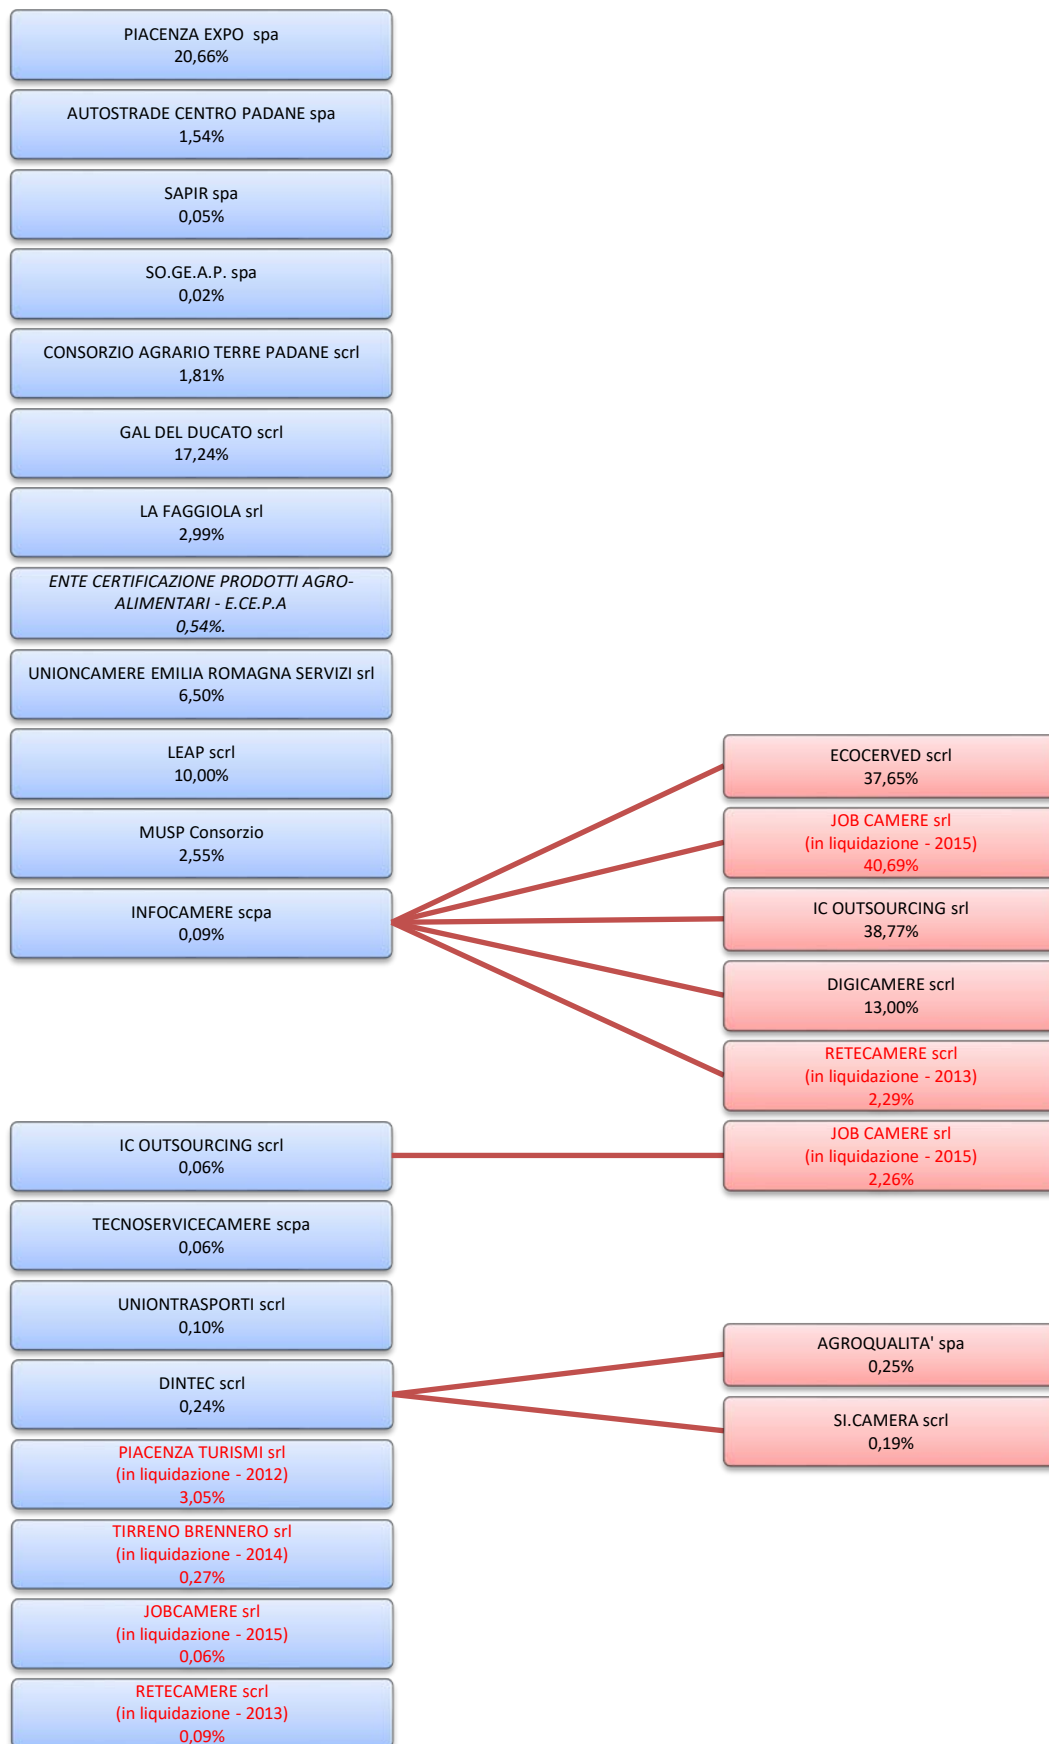 PIACENZA EXPO  spa
20,66%
AUTOSTRADE CENTRO PADANE spa
1,54%
SAPIR spa
0,05%
SO.GE.A.P. spa
0,02%
CONSORZIO AGRARIO TERRE PADANE scrl
1,81%
GAL DEL DUCATO scrl
17,24%
LA FAGGIOLA srl
2,99%
ENTE CERTIFICAZIONE PRODOTTI AGRO-
ALIMENTARI - E.CE.P.A
0,54%.
UNIONCAMERE EMILIA ROMAGNA SERVIZI srl
6,50%
LEAP scrl
10,00%
MUSP Consorzio
2,55%
INFOCAMERE scpa
0,09%
ECOCERVED scrl
37,65%
JOB CAMERE srl
(in liquidazione - 2015)
40,69%
IC OUTSOURCING srl
38,77%
DIGICAMERE scrl
13,00%
RETECAMERE scrl
(in liquidazione - 2013)
2,29%
IC OUTSOURCING scrl
0,06%
JOB CAMERE srl
(in liquidazione - 2015)
2,26%
TECNOSERVICECAMERE scpa
0,06%
UNIONTRASPORTI scrl
0,10%
DINTEC scrl
0,24%
AGROQUALITA' spa
0,25%
SI.CAMERA scrl
0,19%
PIACENZA TURISMI srl
(in liquidazione - 2012)
3,05%
TIRRENO BRENNERO srl
(in liquidazione - 2014)
0,27%
JOBCAMERE srl
(in liquidazione - 2015)
0,06%
RETECAMERE scrl
(in liquidazione - 2013)
0,09%